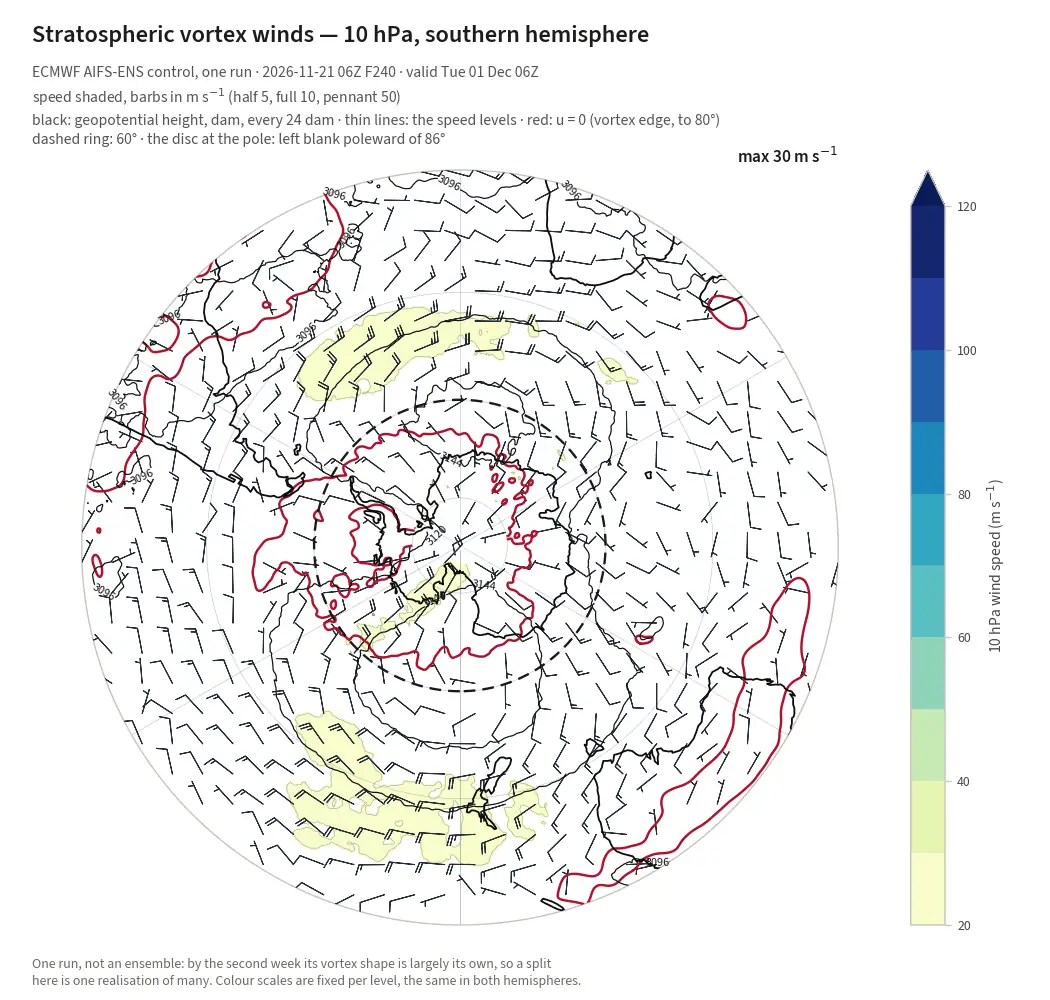 Stratospheric vortex winds — 10 hPa, southern hemisphere
ECMWF AIFS-ENS control, one run · 2026-11-21 06Z F240 · valid Tue 01 Dec 06Z
speed shaded, barbs in m s⁻¹ (half 5, full 10, pennant 50)
black: geopotential height, dam, every 24 dam · thin lines: the speed levels · red: u = 0 (vortex edge, to 80°)
dashed ring: 60° · the disc at the pole: left blank poleward of 86°
max 30 m s⁻¹
3096
3096
3096
3096
3096
3096
3096
3096
3096
3096
3144
3120
3144
120
100
80
60
40
20
10 hPa wind speed (m s⁻¹)
One run, not an ensemble: by the second week its vortex shape is largely its own, so a split
here is one realisation of many. Colour scales are fixed per level, the same in both hemispheres.